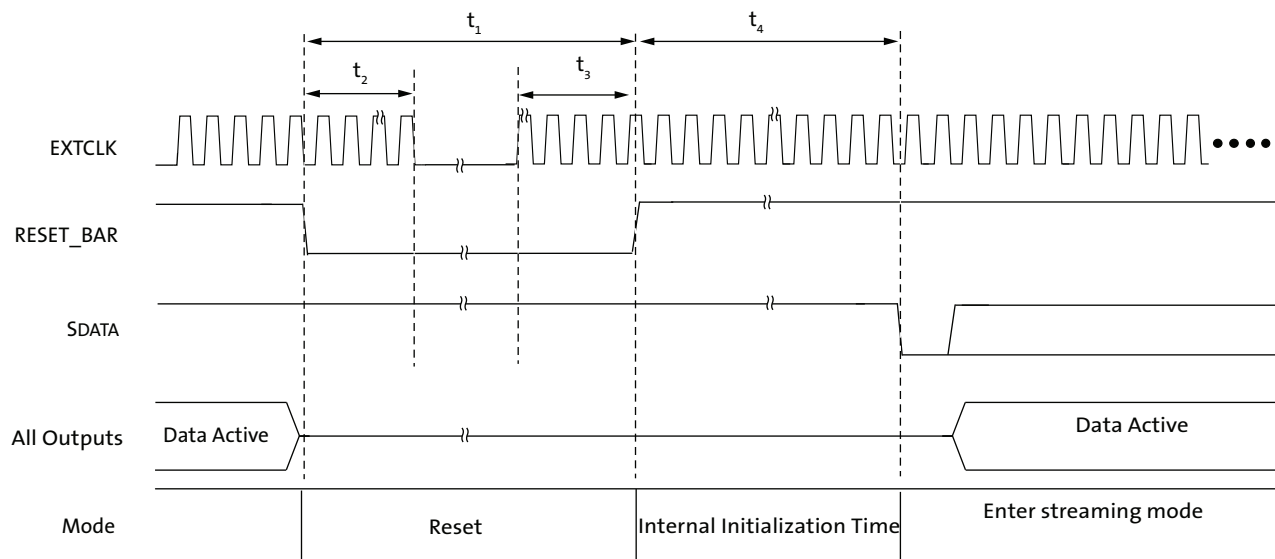 t1
t4
t2
t3
EXTCLK
RESET_BAR
SDATA
All Outputs
Data Active
Data Active
Mode
Reset
Internal Initialization Time
Enter streaming mode